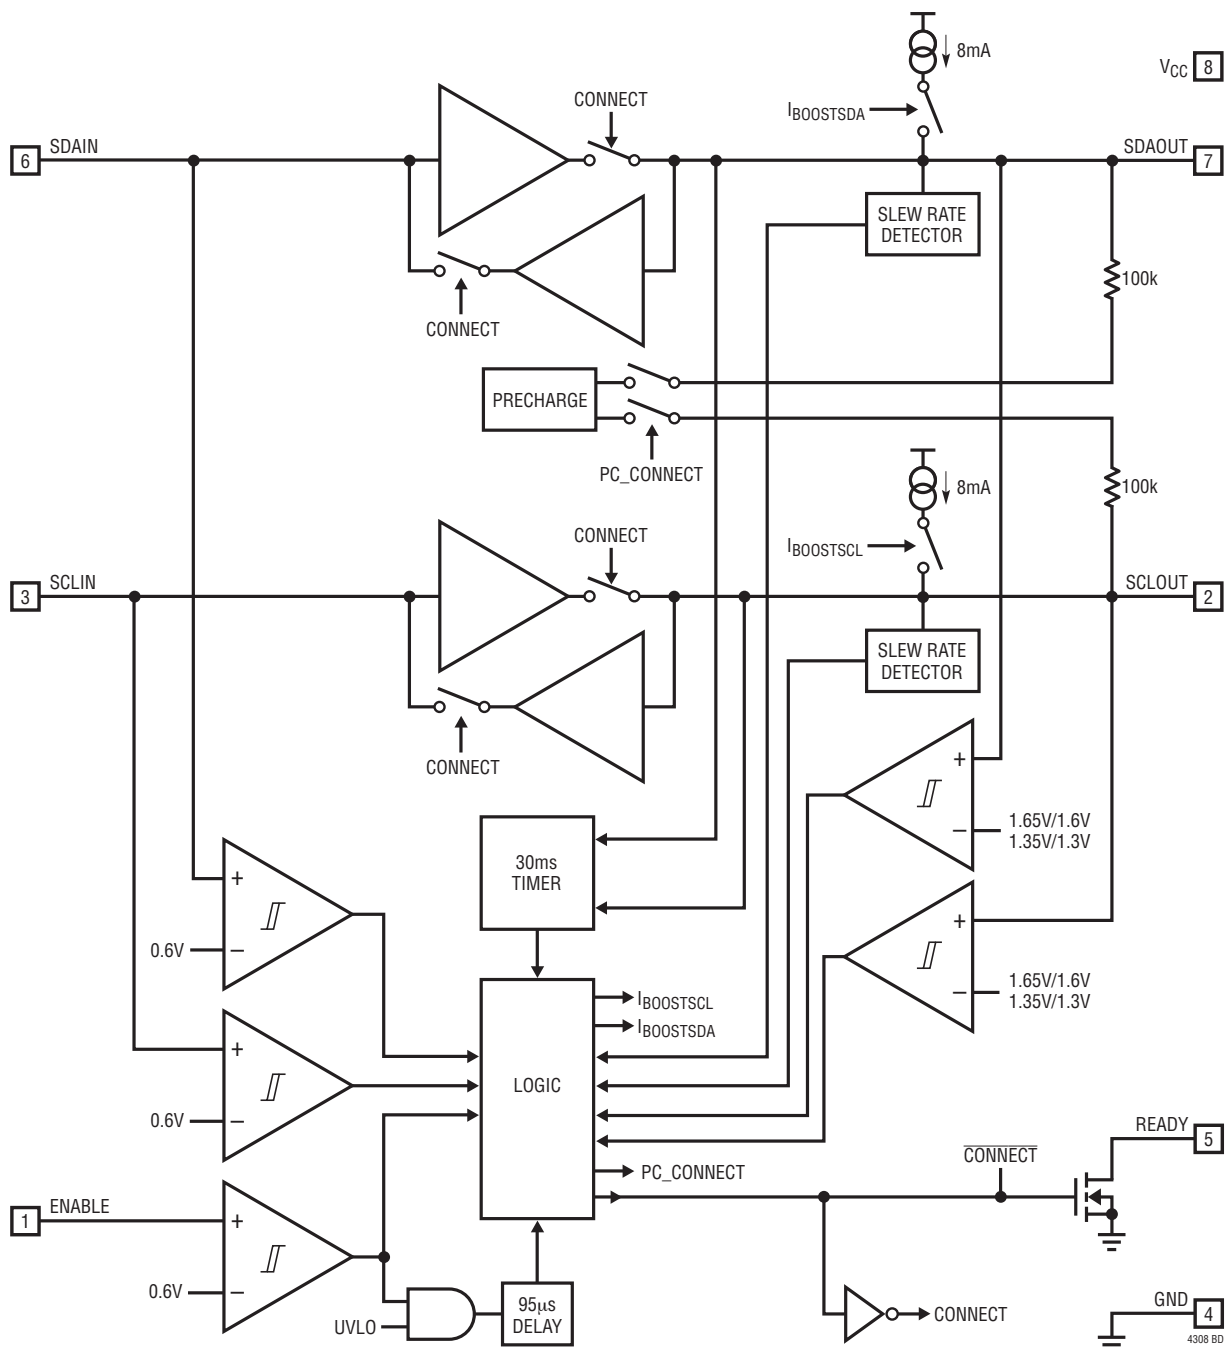 8mA
VCC 8
CONNECT
IBOOSTSDA
6 SDAIN
SDAOUT 7
SLEW RATE
DETECTOR
100k
CONNECT
PRECHARGE
PC_CONNECT
8mA
100k
CONNECT
IBOOSTSCL
3 SCLIN
SCLOUT 2
SLEW RATE
DETECTOR
CONNECT
+
1.65V/1.6V
–
1.35V/1.3V
30ms
TIMER
+
0.6V –
+
1.65V/1.6V
–
1.35V/1.3V
IBOOSTSCL
IBOOSTSDA
+
LOGIC
0.6V –
READY 5
CONNECT
PC_CONNECT
1 ENABLE
+
0.6V –
95µs
DELAY
UVLO
CONNECT
GND 4
4308 BD